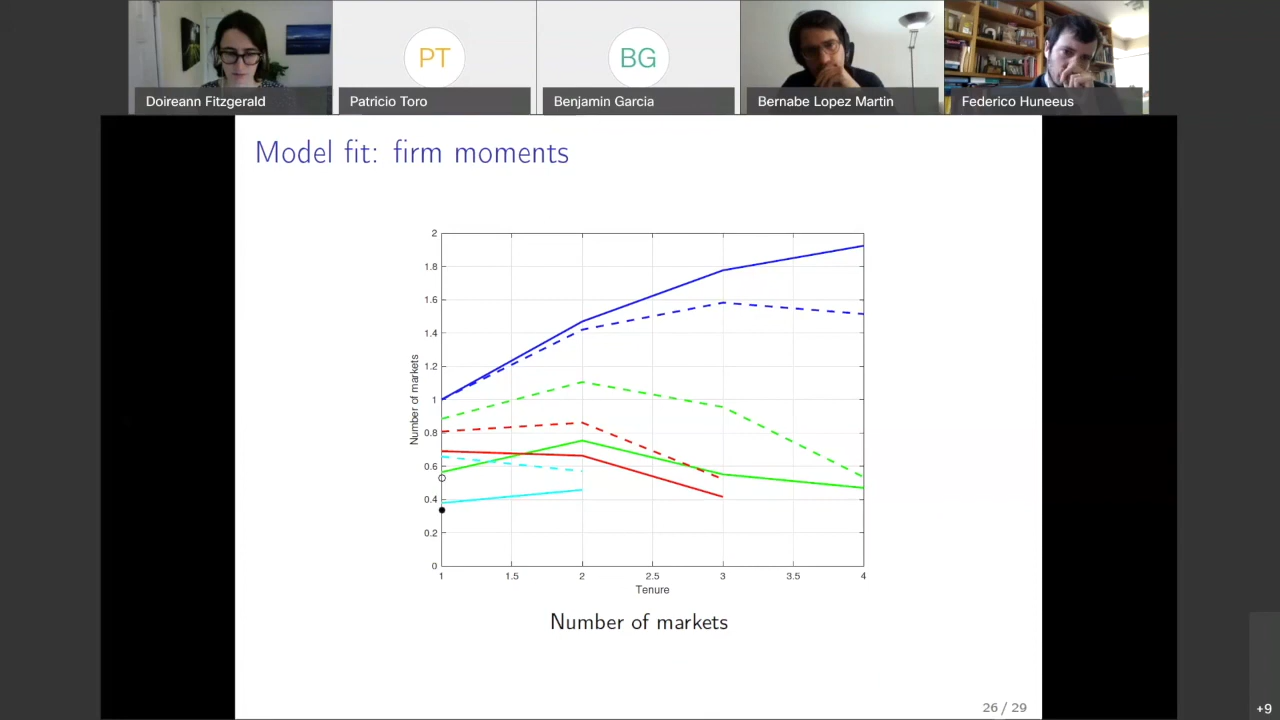 PT
BG
Doireann Fitzgerald
Patricio Toro
Benjamin Garcia
Bernabe Lopez Martin
Federico Huneeus
Model fit: firm moments
2
1.8
1.6
1.4
1.2
1
0.8
0.6
0.4
0.2
0
Number of markets
1
1.5
2
2.5
3
3.5
4
Tenure
Number of markets
26 / 29
+9